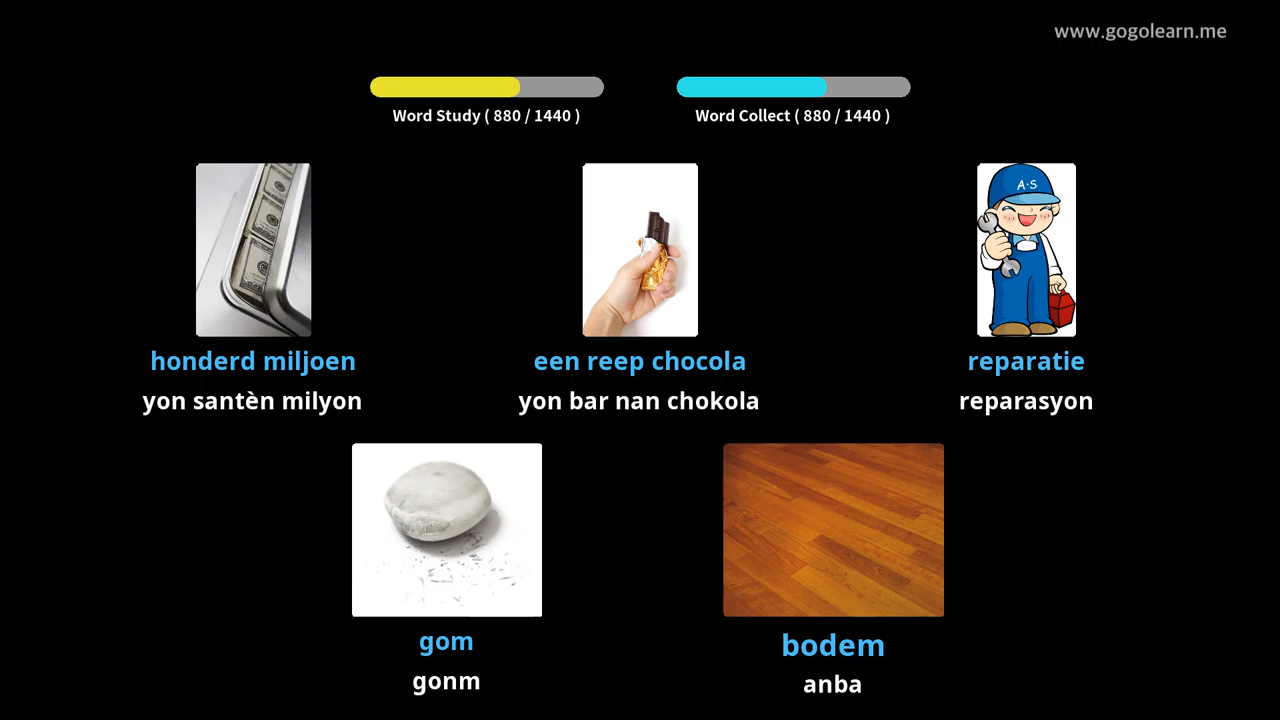 www.gogolearn.me
Word Study ( 880 / 1440 )
Word Collect ( 880 / 1440 )
A·S
honderd miljoen
een reep chocola
reparatie
yon santèn milyon
yon bar nan chokola
reparasyon
gom
bodem
gonm
anba